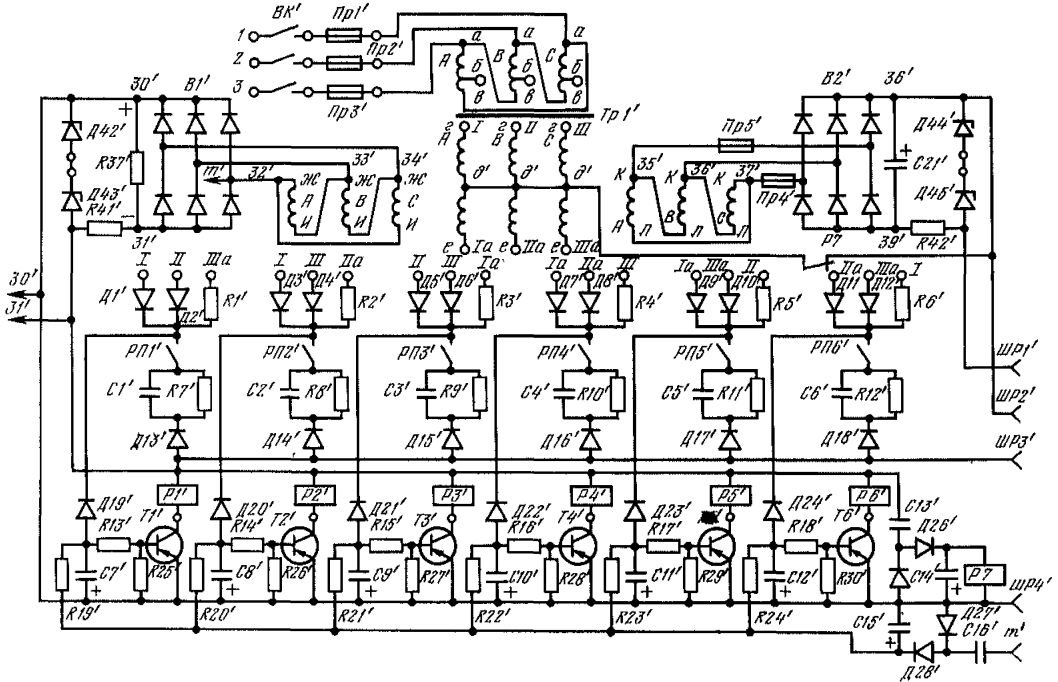 ВК' Пр1' а а
1
Пр2'
2 А В С
б б б
3 в в в
Пр3'
30' В1' Тр1' В2' 36'
г I г II г III
А В С
Д42' Д44'
Пр5'
R37' 33' 34' 35' 36' 37' С21'
m' 32' ж ж ж д' д' д' К К К
Д43' А В С А В С Пр4' Д45'
R41' И И И л л л R42'
31' е Iа е IIа е IIIа Р7 39'
I II IIIа I III IIа II III Iа Iа IIа III Iа IIIа II IIа IIIа I
30' Д1' Д2' R1' Д3' Д4' R2' Д5' Д6' R3' Д7' Д8' R4' Д9' Д10' R5' Д11' Д12' R6'
31'
РП1' РП2' РП3' РП4' РП5' РП6' ШР1'
С1' R7' С2' R8' С3' R9' С4' R10' С5' R11' С6' R12'
ШР2'
Д13' Д14' Д15' Д16' Д17' Д18' ШР3'
Р1' Р2' Р3' Р4' Р5' Р6'
Д19' Д20' Д21' Д22' Д23' Д24' С13' Д26'
R13' Т1' R14' Т2' R15' Т3' R16' Т4' R17' R18' Т6'
С7' R25' С8' R26' С9' R27' С10' R28' С11' R29' С12' R30' С14' Р7
ШР4'
R19' R20' R21' R22' R23' R24' С15' Д27'
С16' m'
Д28'